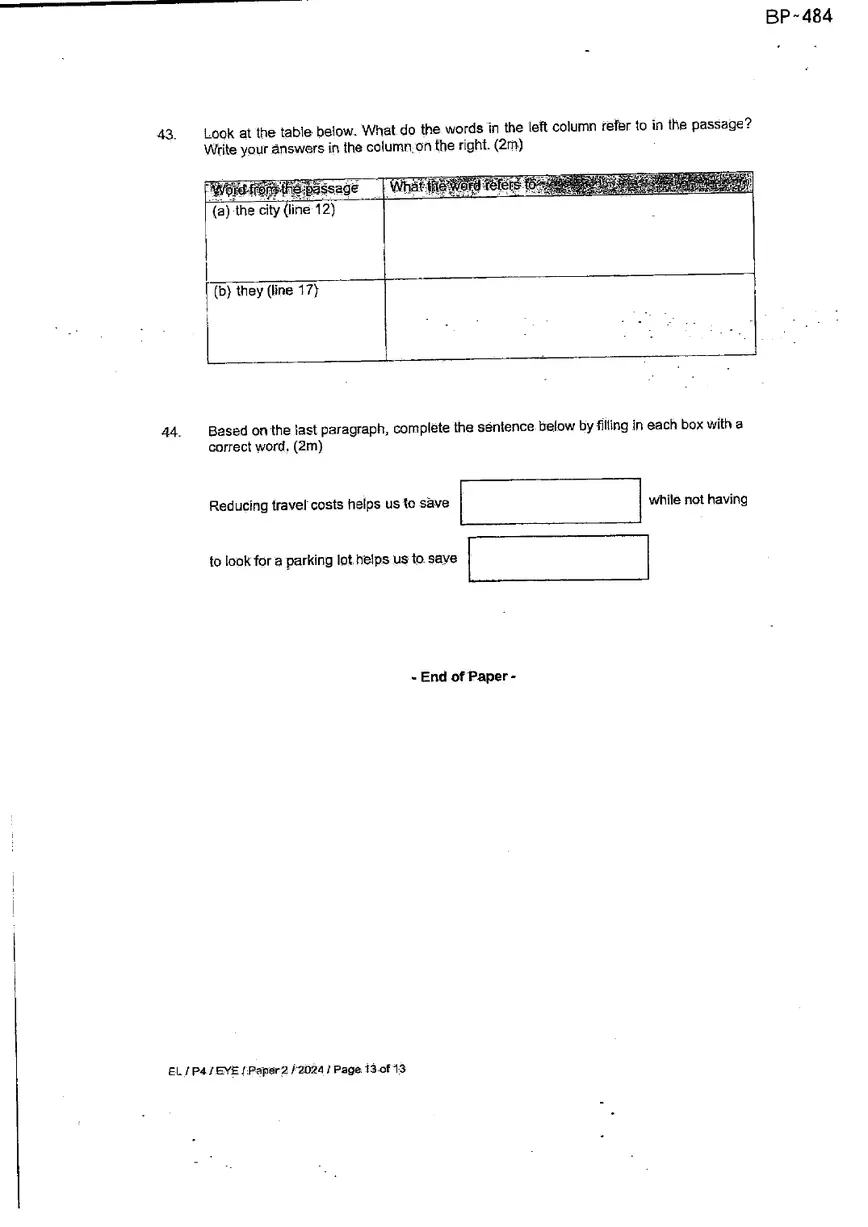 BP-484
43. Look at the table below. What do the words in the left column refer to in the passage?
Write your answers in the column on the right. (2m)
Word from the passage What the word refers to
(a) the city (line 12)
(b) they (line 17)
44. Based on the last paragraph, complete the sentence below by filling in each box with a
correct word. (2m)
Reducing travel costs helps us to save while not having
to look for a parking lot helps us to save
- End of Paper -
EL / P4 / EYE / Paper 2 / 2024 / Page 13 of 13